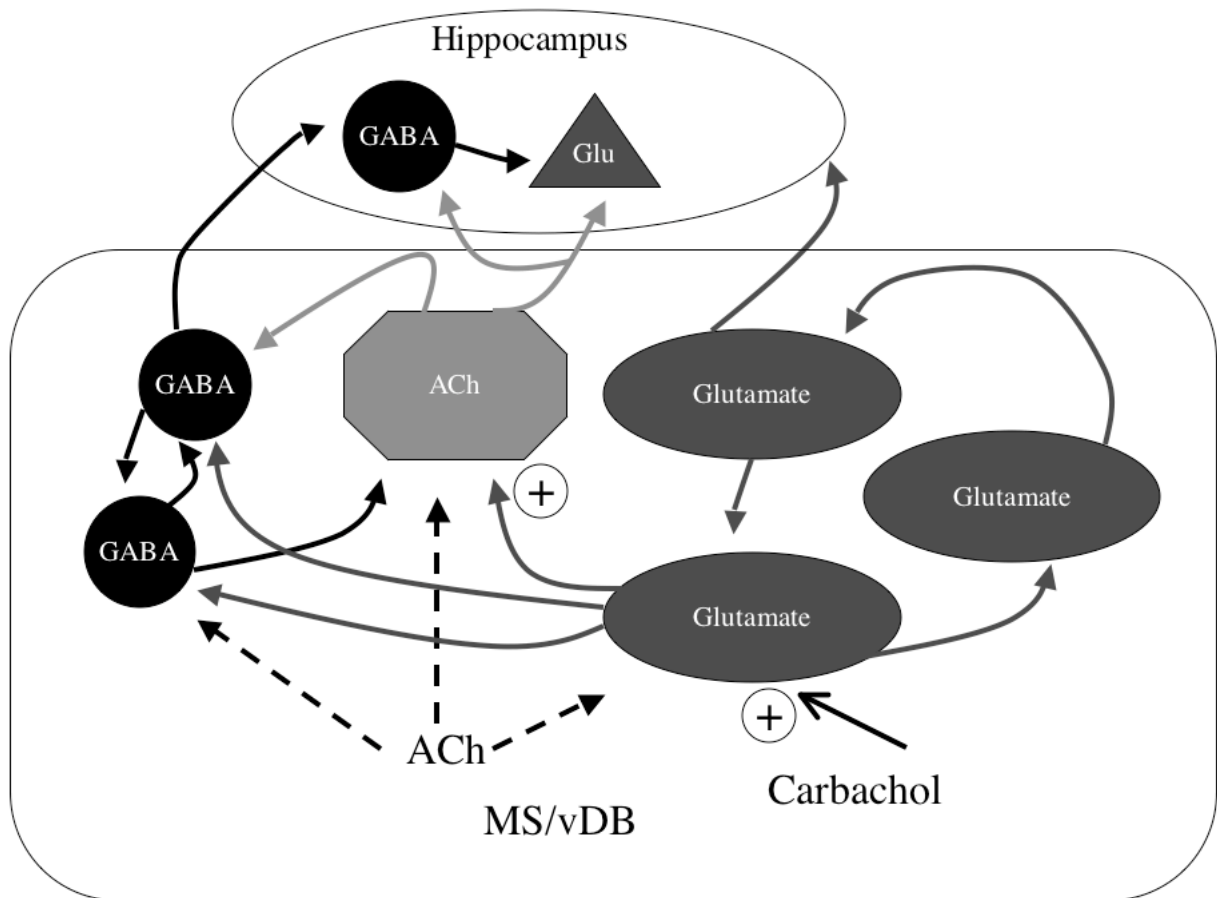 Hippocampus
GABA
Glu
GABA
ACh
Glutamate
Glutamate
+
GABA
Glutamate
+
ACh
Carbachol
MS/vDB